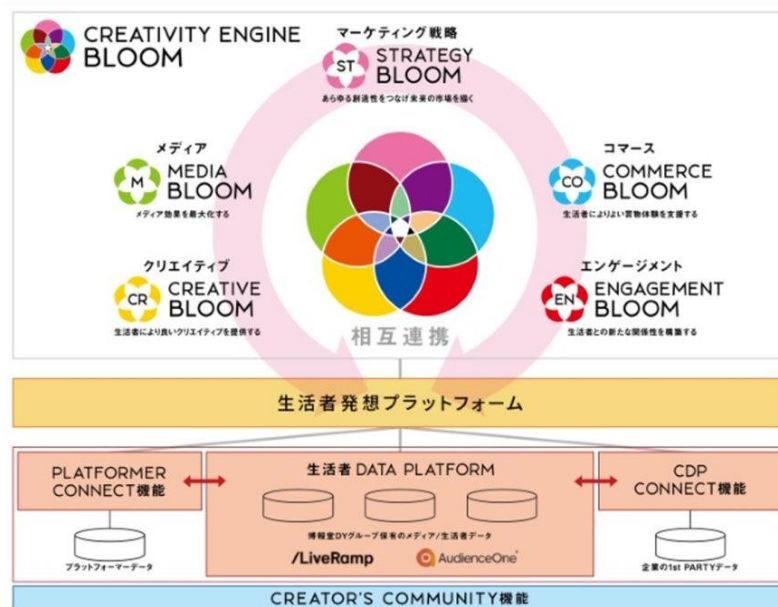 CREATIVITY ENGINE
BLOOM
マーケティング戦略
ST
STRATEGY
BLOOM
あらゆる創造性をつなげ未来の市場を描く
メディア
M
MEDIA
BLOOM
メディア効果を最大化する
コマース
CO
COMMERCE
BLOOM
生活者によりよい買物体験を支援する
クリエイティブ
CR
CREATIVE
BLOOM
生活者により良いクリエイティブを提供する
エンゲージメント
EN
ENGAGEMENT
BLOOM
生活者との新たな関係性を構築する
相互連携
生活者発想プラットフォーム
PLATFORMER
CONNECT機能
プラットフォーマーデータ
生活者 DATA PLATFORM
博報堂DYグループ保有のメディア/生活者データ
/LiveRamp
AudienceOne
CDP
CONNECT機能
企業の1st PARTYデータ
CREATOR'S COMMUNITY機能